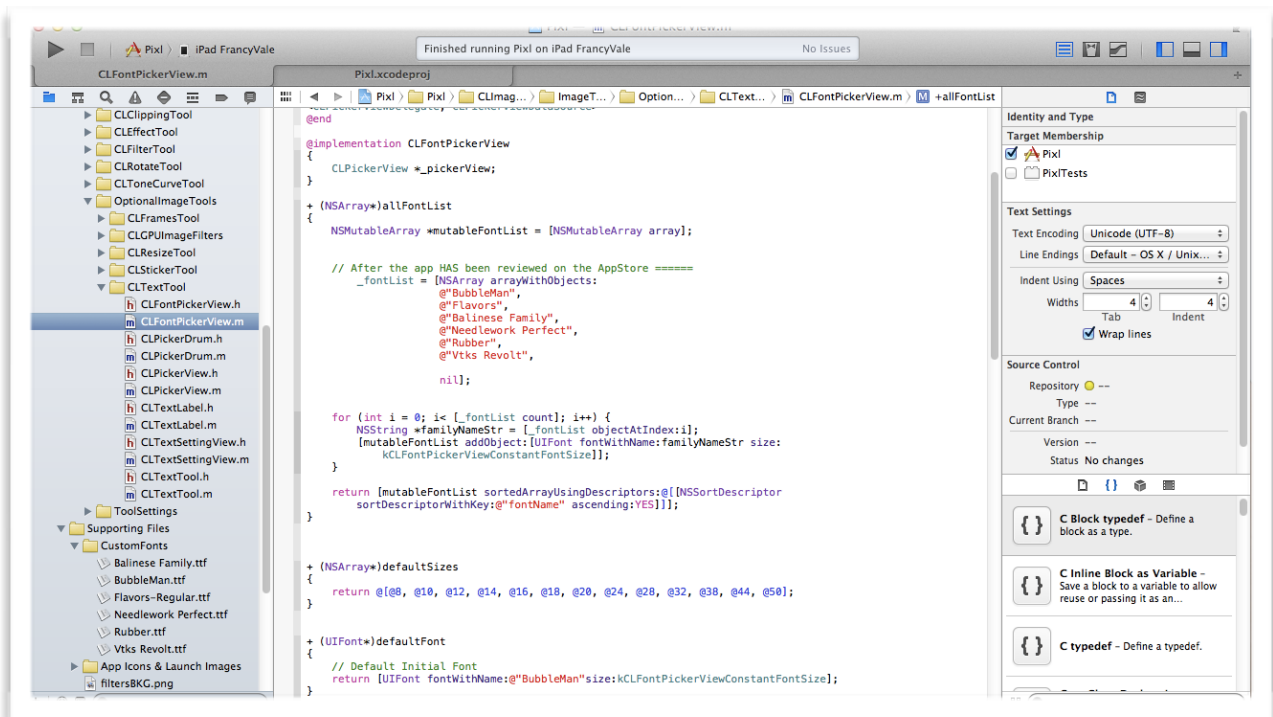 Pixl
iPad FrancyVale
Finished running Pixl on iPad FrancyVale
No Issues
CLFontPickerView.m
Pixl.xcodeproj
Pixl
Pixl
CLImag...
ImageT...
Option...
CLText...
CLFontPickerView.m
M
+allFontList
CLClippingTool
CLEffectTool
CLFilterTool
CLRotateTool
CLToneCurveTool
OptionalImageTools
CLFramesTool
CLGPUImageFilters
CLResizeTool
CLStickerTool
CLTextTool
h CLFontPickerView.h
m CLFontPickerView.m
h CLPickerDrum.h
m CLPickerDrum.m
h CLPickerView.h
m CLPickerView.m
h CLTextLabel.h
m CLTextLabel.m
h CLTextSettingView.h
m CLTextSettingView.m
h CLTextTool.h
m CLTextTool.m
ToolSettings
Supporting Files
CustomFonts
Balinese Family.ttf
BubbleMan.ttf
Flavors-Regular.ttf
Needlework Perfect.ttf
Rubber.ttf
Vtks Revolt.ttf
App Icons & Launch Images
filtersBKG.png
@end
@implementation CLFontPickerView
{
CLPickerView *_pickerView;
}
+ (NSArray*)allFontList
{
NSMutableArray *mutableFontList = [NSMutableArray array];
// After the app HAS been reviewed on the AppStore ======
_fontList = [NSArray arrayWithObjects:
@"BubbleMan",
@"Flavors",
@"Balinese Family",
@"Needlework Perfect",
@"Rubber",
@"Vtks Revolt",
nil];
for (int i = 0; i< [_fontList count]; i++) {
NSString *familyNameStr = [_fontList objectAtIndex:i];
[mutableFontList addObject:[UIFont fontWithName:familyNameStr size:
kCLFontPickerViewConstantFontSize]];
}
return [mutableFontList sortedArrayUsingDescriptors:@[[NSSortDescriptor
sortDescriptorWithKey:@"fontName" ascending:YES]]];
}
+ (NSArray*)defaultSizes
{
return @[@8, @10, @12, @14, @16, @18, @20, @24, @28, @32, @38, @44, @50];
}
+ (UIFont*)defaultFont
{
// Default Initial Font
return [UIFont fontWithName:@"BubbleMan"size:kCLFontPickerViewConstantFontSize];
}
Identity and Type
Target Membership
Pixl
PixlTests
Text Settings
Text Encoding Unicode (UTF-8)
Line Endings Default - OS X / Unix...
Indent Using Spaces
Widths 4 4
Tab Indent
Wrap lines
Source Control
Repository --
Type --
Current Branch --
Version --
Status No changes
{ }
{ } C Block typedef - Define a
block as a type.
{ } C Inline Block as Variable -
Save a block to a variable to allow
reuse or passing it as an...
{ } C typedef - Define a typedef.